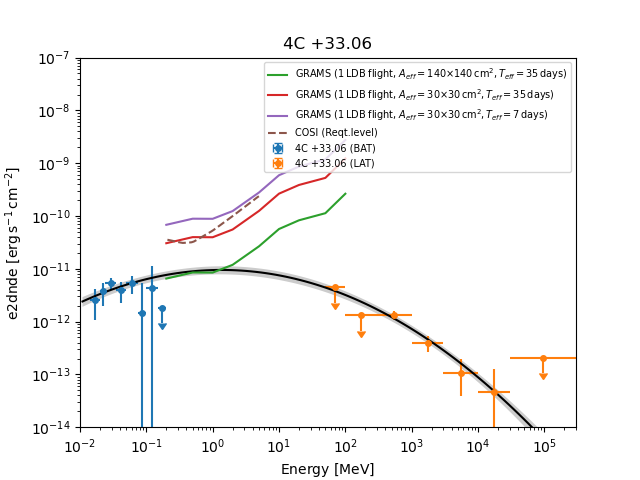 4C +33.06
GRAMS (1 LDB flight, A_eff = 140×140 cm², T_eff = 35 days)
GRAMS (1 LDB flight, A_eff = 30×30 cm², T_eff = 35 days)
GRAMS (1 LDB flight, A_eff = 30×30 cm², T_eff = 7 days)
COSI (Reqt.level)
4C +33.06 (BAT)
4C +33.06 (LAT)
e2dnde [erg s⁻¹ cm⁻²]
10⁻⁷
10⁻⁸
10⁻⁹
10⁻¹⁰
10⁻¹¹
10⁻¹²
10⁻¹³
10⁻¹⁴
10⁻² 10⁻¹ 10⁰ 10¹ 10² 10³ 10⁴ 10⁵
Energy [MeV]